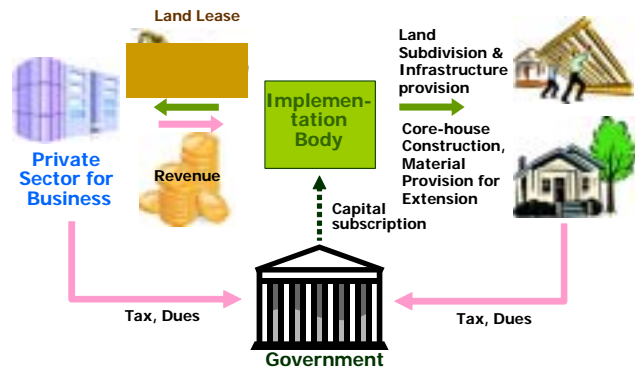 Land Lease
Land
Subdivision &
Infrastructure
provision
Implemen-
tation
Body
Core-house
Construction,
Material
Provision for
Extension
Private
Sector for
Business
Revenue
Capital
subscription
Tax, Dues
Tax, Dues
Government